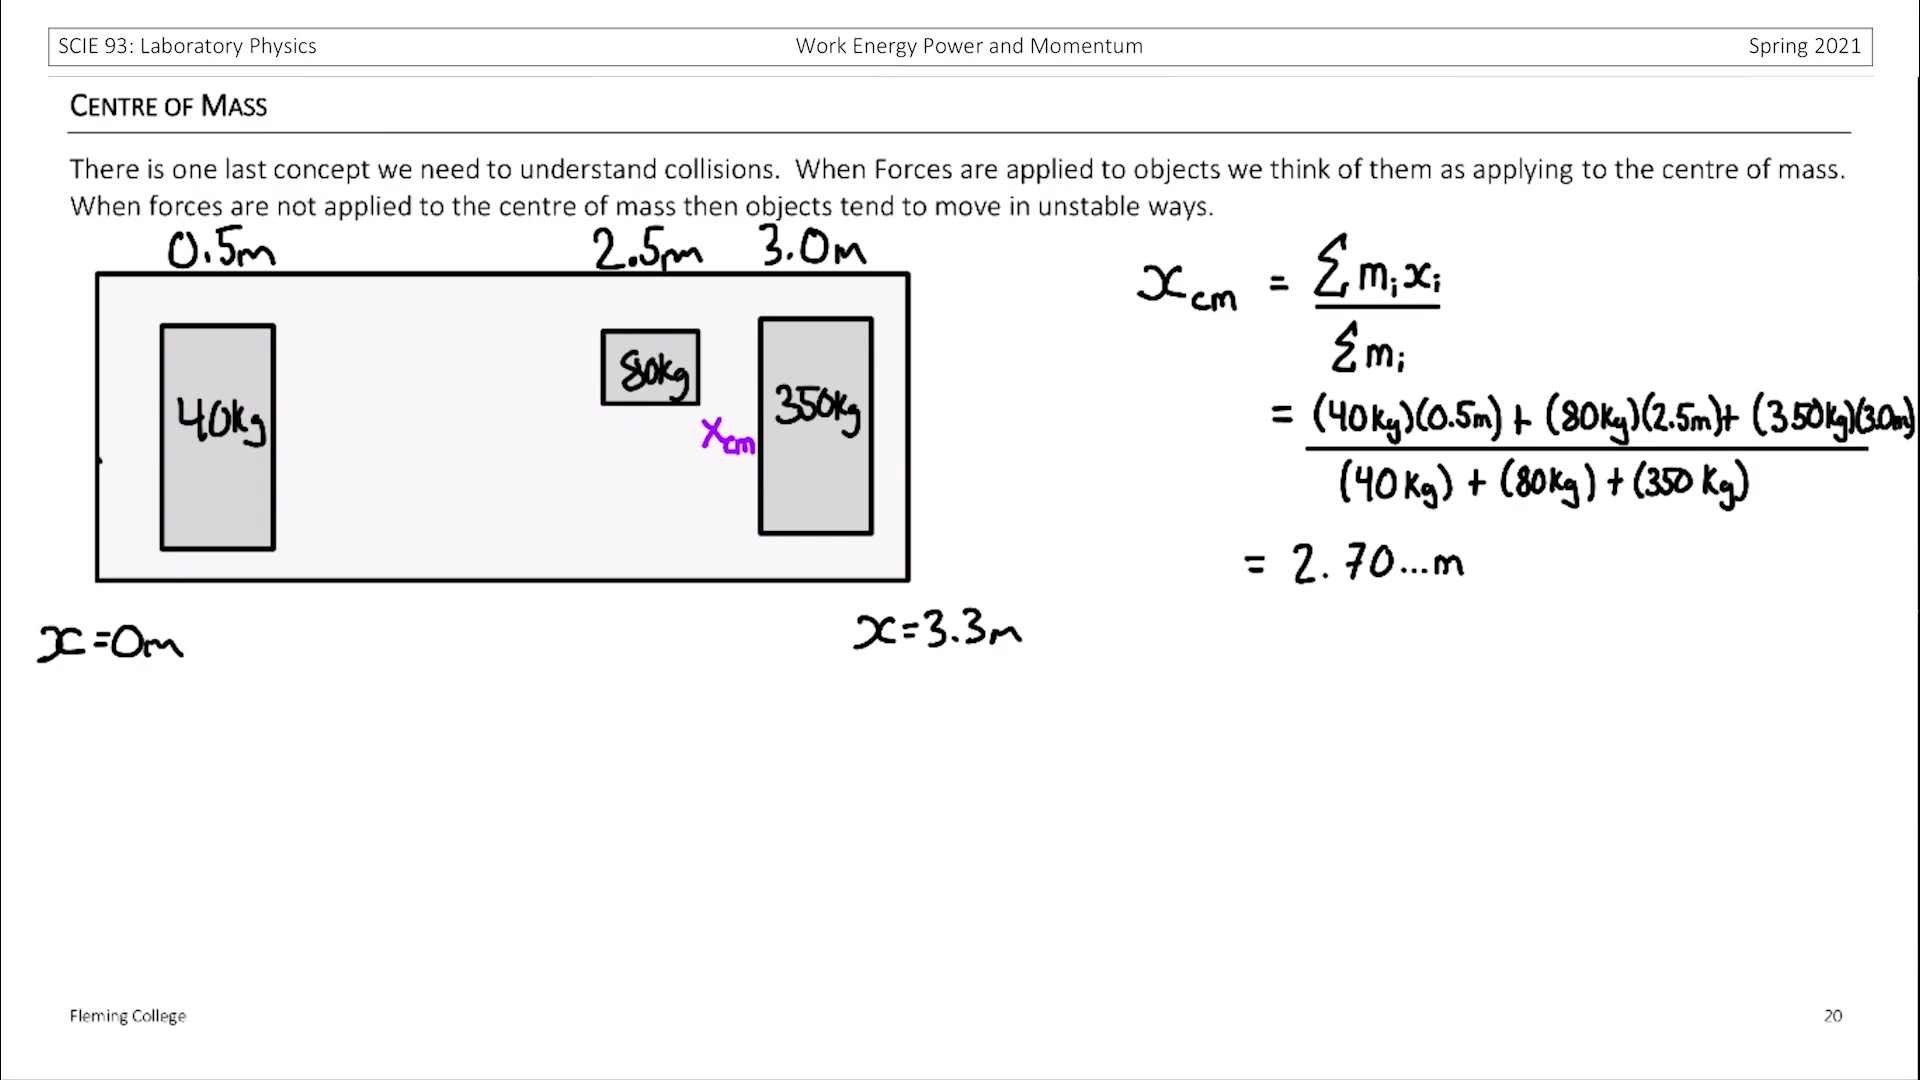 SCIE 93: Laboratory Physics Work Energy Power and Momentum Spring 2021
CENTRE OF MASS
There is one last concept we need to understand collisions. When Forces are applied to objects we think of them as applying to the centre of mass.
When forces are not applied to the centre of mass then objects tend to move in unstable ways.
0.5m 2.5m 3.0m
40kg
80kg
350kg
Xcm
x=0m
x=3.3m
xcm = Σ mixi
Σ mi
= (40kg)(0.5m) + (80kg)(2.5m)+ (350kg)(3.0m)
(40kg) + (80kg) + (350kg)
= 2.70...m
Fleming College 20